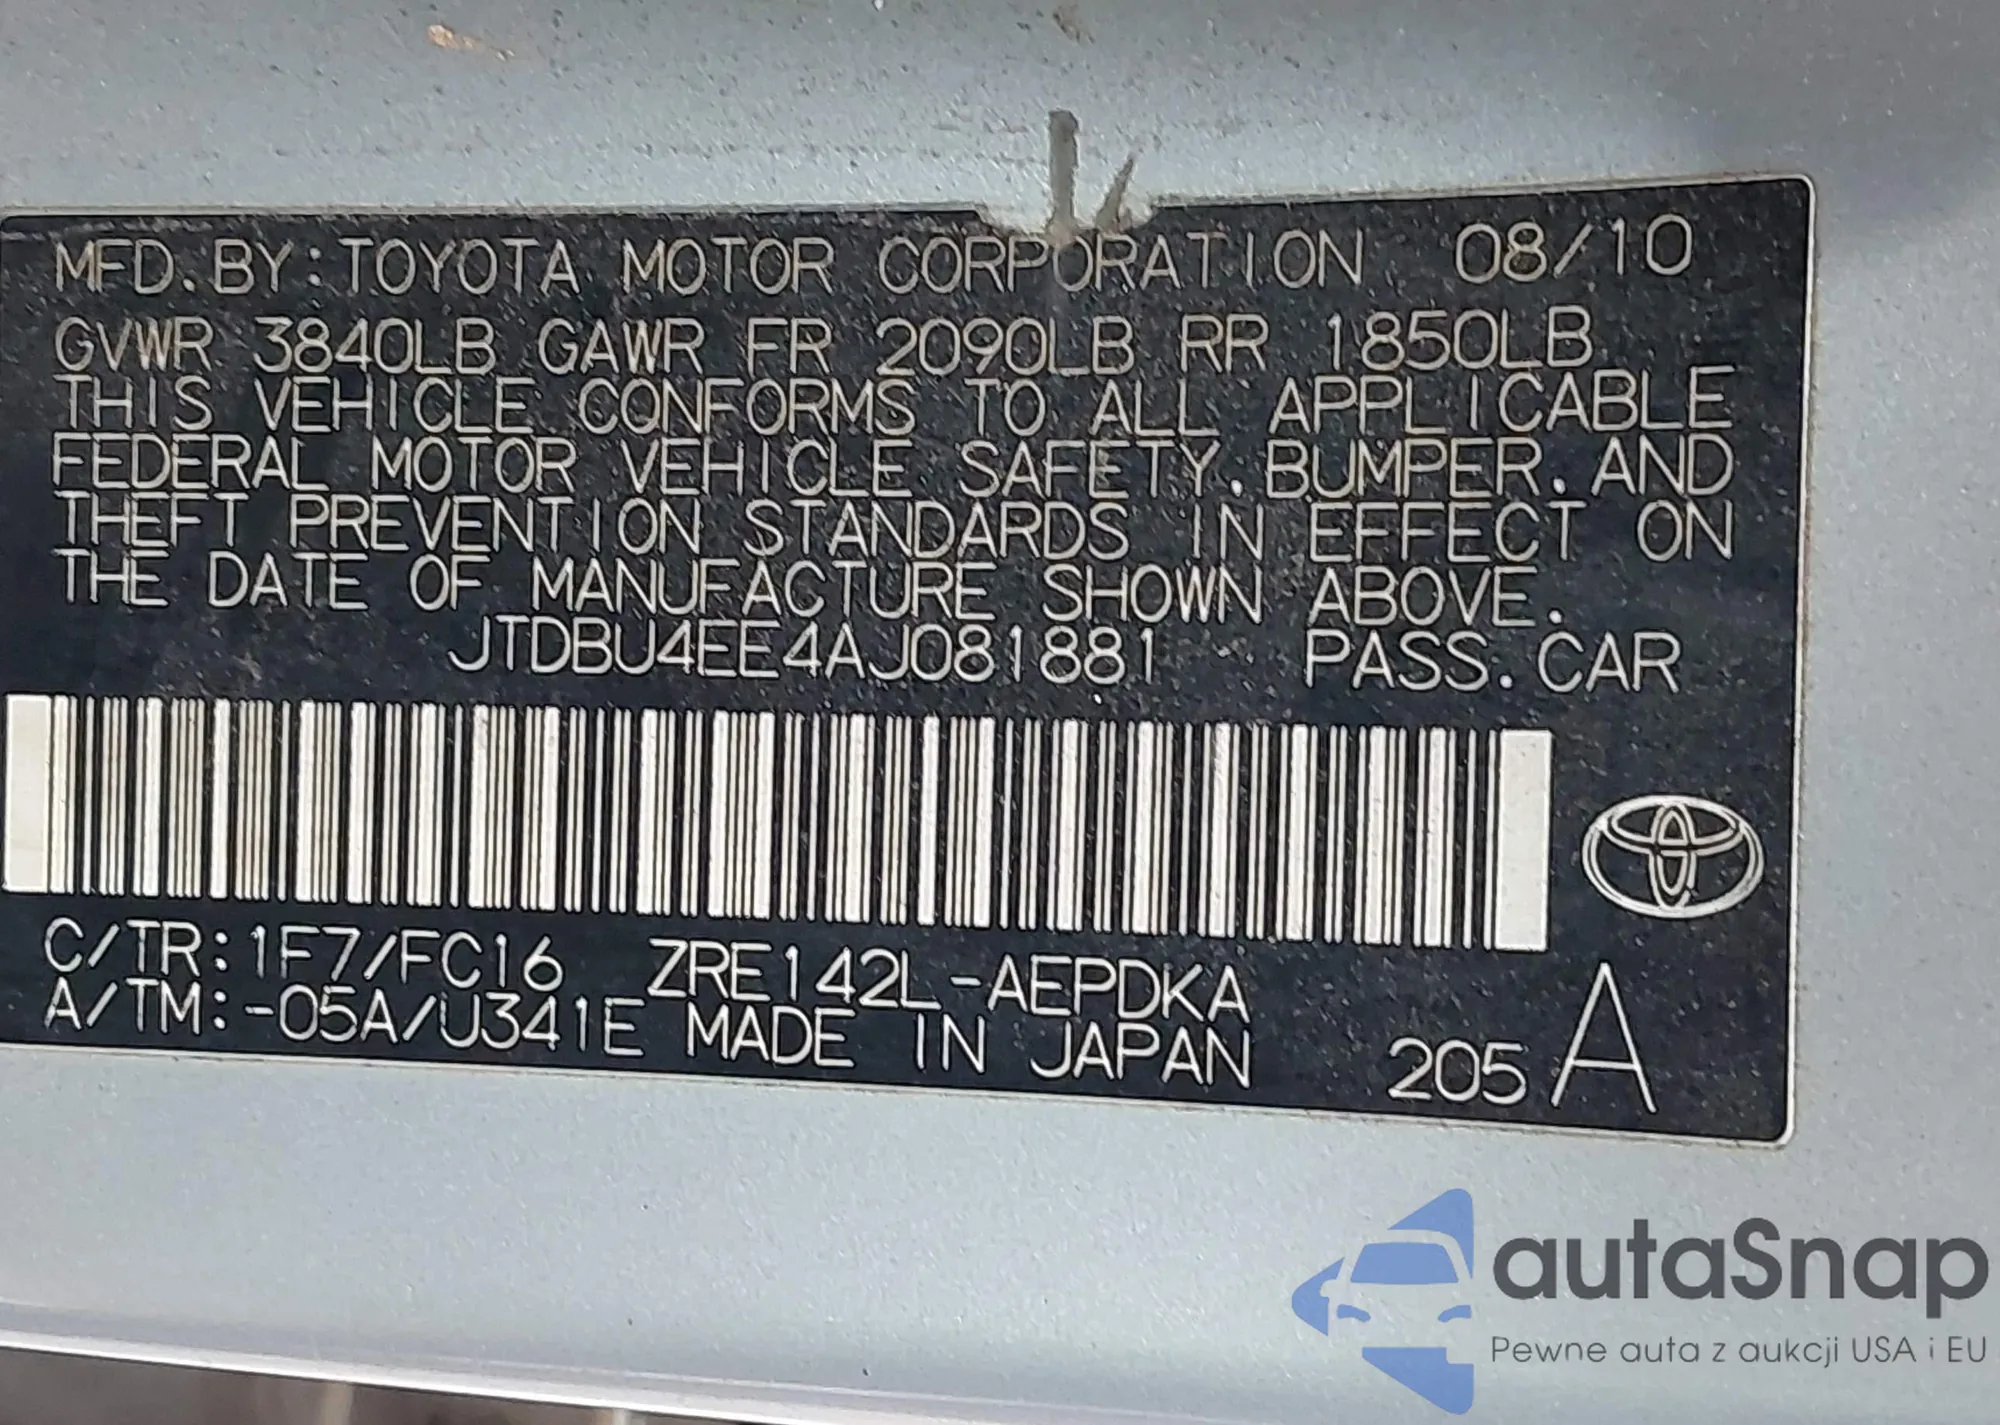 MFD. BY: TOYOTA MOTOR CORPORATION 08/10
GVWR 3840LB GAWR FR 2090LB RR 1850LB
THIS VEHICLE CONFORMS TO ALL APPLICABLE
FEDERAL MOTOR VEHICLE SAFETY. BUMPER. AND
THEFT PREVENTION STANDARDS IN EFFECT ON
THE DATE OF MANUFACTURE SHOWN ABOVE.
JTDBU4EE4AJ081881 PASS. CAR
C/TR: 1F7/FC16 ZRE142L-AEPDKA
A/TM: -05A/U341E MADE IN JAPAN 205 A
autaSnap
Pewne auta z aukcji USA i EU